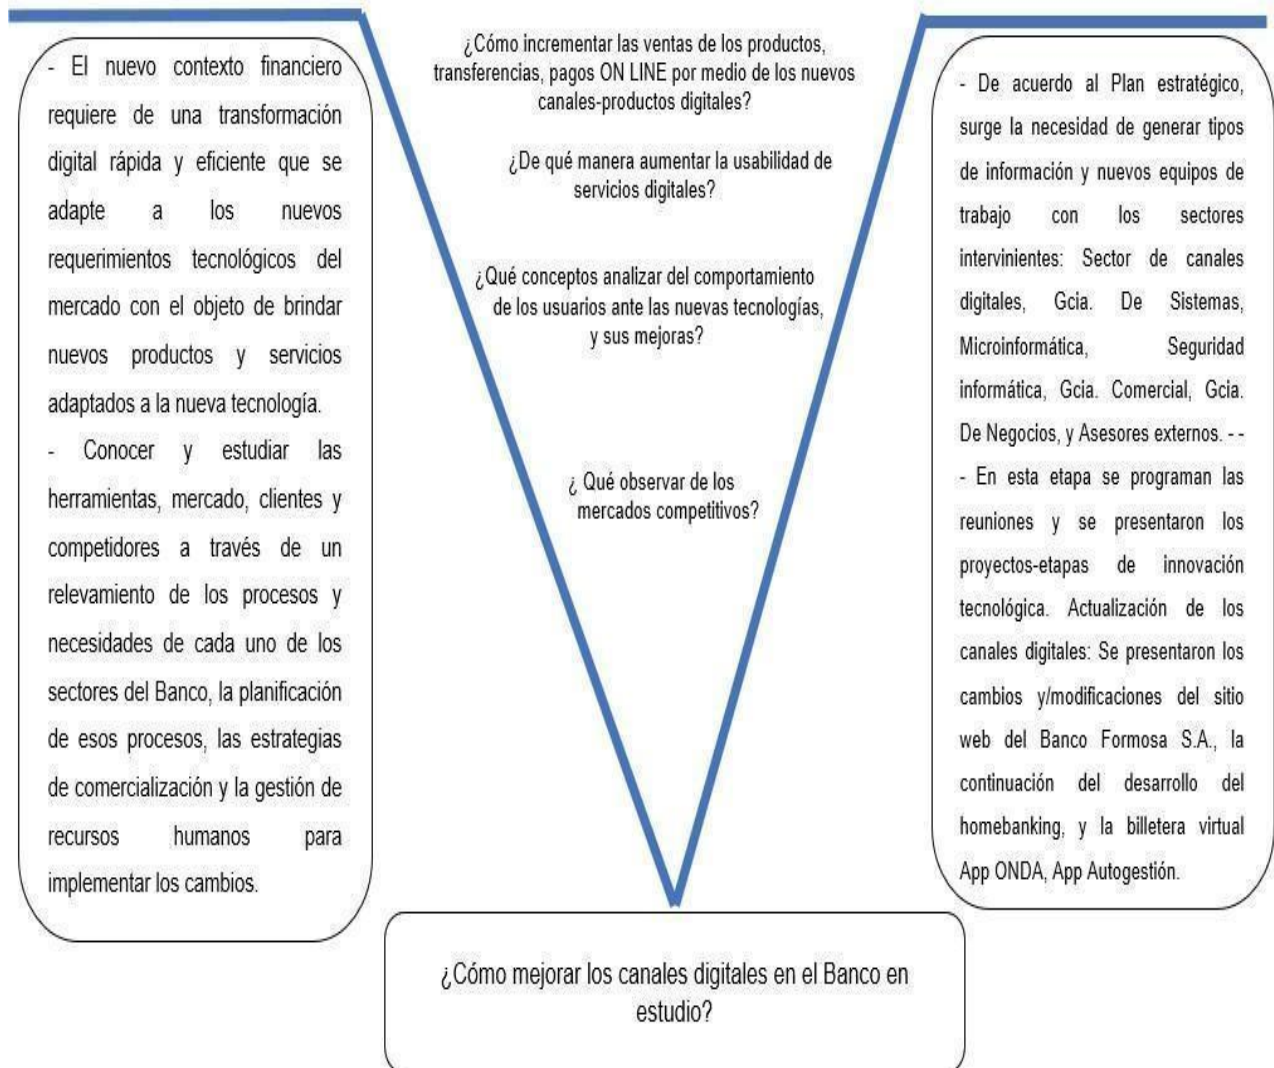 - El nuevo contexto financiero
requiere de una transformación
digital rápida y eficiente que se
adapte a los nuevos
requerimientos tecnológicos del
mercado con el objeto de brindar
nuevos productos y servicios
adaptados a la nueva tecnología.
- Conocer y estudiar las
herramientas, mercado, clientes y
competidores a través de un
relevamiento de los procesos y
necesidades de cada uno de los
sectores del Banco, la planificación
de esos procesos, las estrategias
de comercialización y la gestión de
recursos humanos para
implementar los cambios.
¿Cómo incrementar las ventas de los productos,
transferencias, pagos ON LINE por medio de los nuevos
canales-productos digitales?
¿De qué manera aumentar la usabilidad de
servicios digitales?
¿Qué conceptos analizar del comportamiento
de los usuarios ante las nuevas tecnologías,
y sus mejoras?
¿ Qué observar de los
mercados competitivos?
- De acuerdo al Plan estratégico,
surge la necesidad de generar tipos
de información y nuevos equipos de
trabajo con los sectores
intervinientes: Sector de canales
digitales, Gcia. De Sistemas,
Microinformática, Seguridad
informática, Gcia. Comercial, Gcia.
De Negocios, y Asesores externos. - -
- En esta etapa se programan las
reuniones y se presentaron los
proyectos-etapas de innovación
tecnológica. Actualización de los
canales digitales: Se presentaron los
cambios y/modificaciones del sitio
web del Banco Formosa S.A., la
continuación del desarrollo del
homebanking, y la billetera virtual
App ONDA, App Autogestión.
¿Cómo mejorar los canales digitales en el Banco en
estudio?